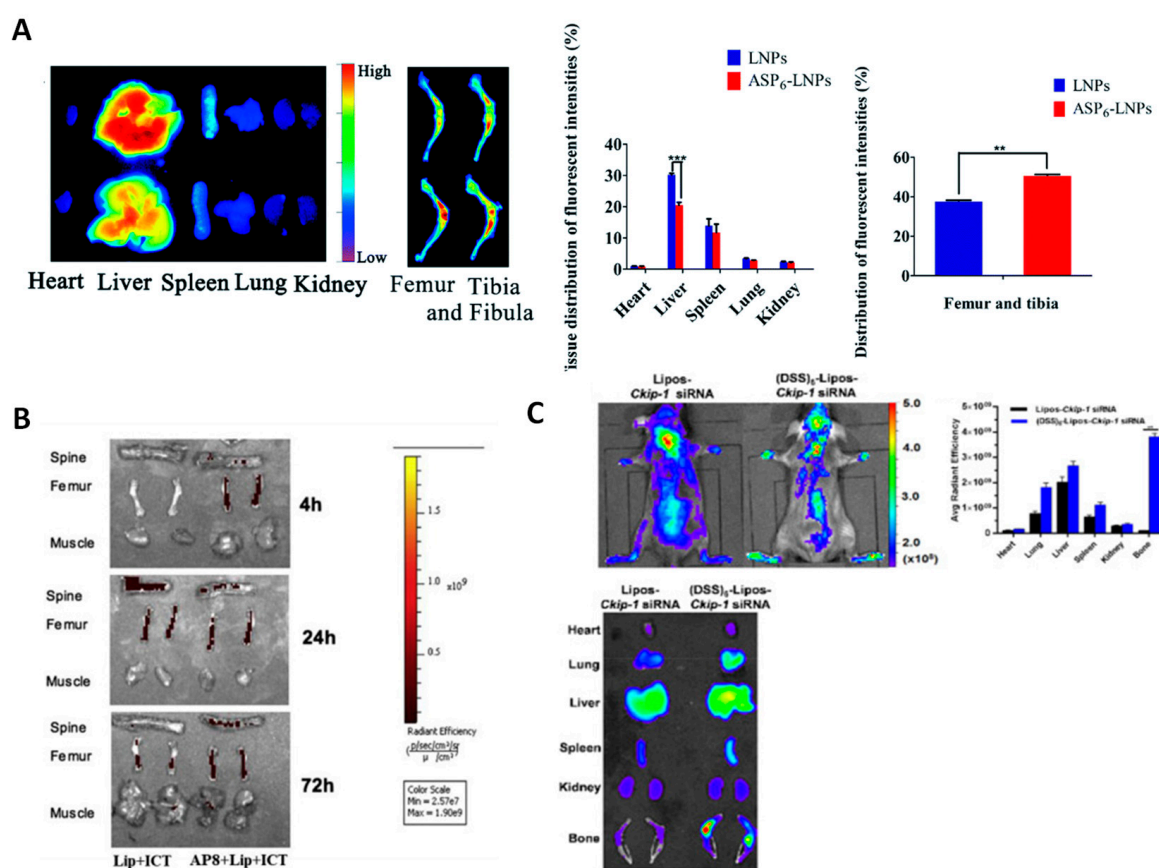 A
High
Low
Heart Liver Spleen Lung Kidney
Femur Tibia
and Fibula
issue distribution of fluorescent intensities (%)
LNPs
ASP6-LNPs
40
30
20
10
0
***
Heart
Liver
Spleen
Lung
Kidney
Distribution of fluorescent intensities (%)
LNPs
ASP6-LNPs
60
40
20
0
**
Femur and tibia
B
Spine
Femur
Muscle
4h
Spine
Femur
Muscle
24h
Spine
Femur
Muscle
72h
Lip+ICT AP8+Lip+ICT
1.5
1.0
x10⁹
0.5
Radiant Efficiency
Color Scale
Min = 2.57e7
Max = 1.90e9
C
Lipos-
Ckip-1 siRNA
(DSS)6-Lipos-
Ckip-1 siRNA
5.0
4.0
3.0
2.0
Avg Radiant Efficiency
Lipos-Ckip-1 siRNA
(DSS)6-Lipos-Ckip-1 siRNA
0
Heart
Lung
Liver
Spleen
Kidney
Bone
Lipos-
Ckip-1 siRNA
(DSS)6-Lipos-
Ckip-1 siRNA
Heart
Lung
Liver
Spleen
Kidney
Bone